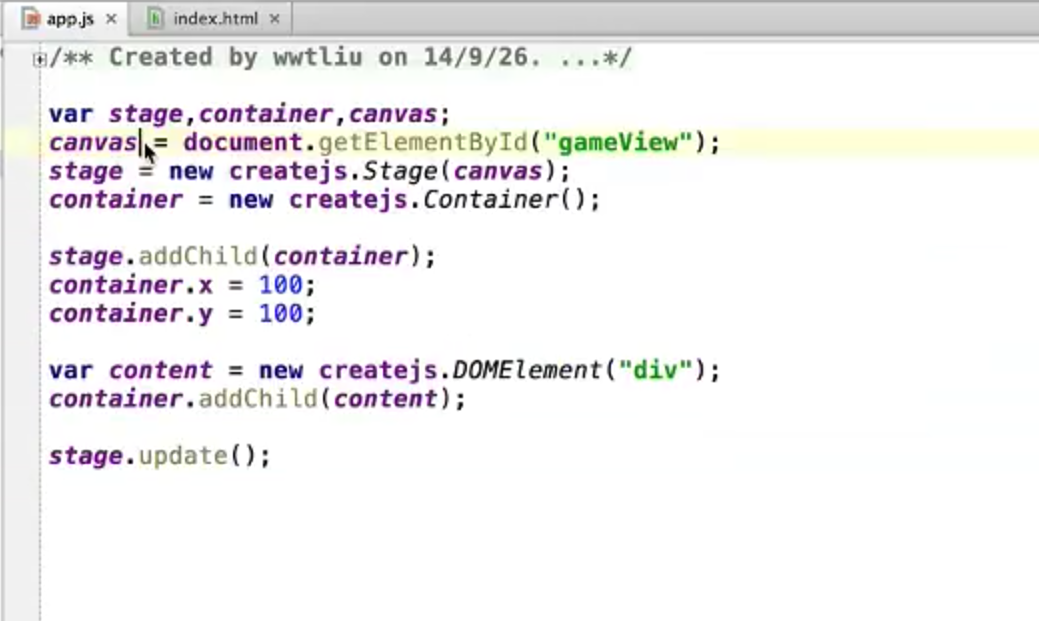 app.js × index.html ×
/** Created by wwtliu on 14/9/26. ...*/
var stage,container,canvas;
canvas = document.getElementById("gameView");
stage = new createjs.Stage(canvas);
container = new createjs.Container();
stage.addChild(container);
container.x = 100;
container.y = 100;
var content = new createjs.DOMElement("div");
container.addChild(content);
stage.update();